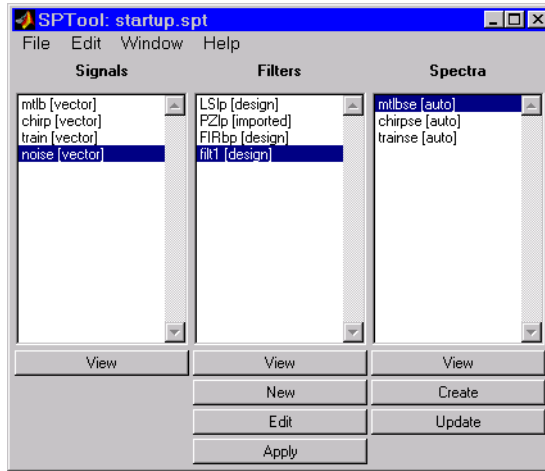 SPTool: startup.spt
File Edit Window Help
Signals Filters Spectra
mtlb [vector]
chirp [vector]
train [vector]
noise [vector]
LSlp [design]
PZlp [imported]
FIRbp [design]
filt1 [design]
mtlbse [auto]
chirpse [auto]
trainse [auto]
View View View
New Create
Edit Update
Apply